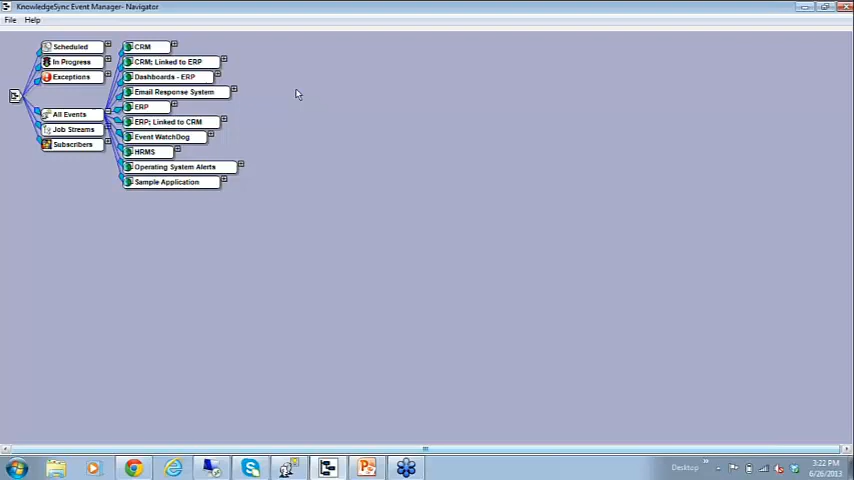 KnowledgeSync Event Manager- Navigator
File Help
Scheduled
In Progress
Exceptions
All Events
Job Streams
Subscribers
CRM
CRM; Linked to ERP
Dashboards - ERP
Email Response System
ERP
ERP; Linked to CRM
Event WatchDog
HRMS
Operating System Alerts
Sample Application
Desktop
3:22 PM
6/26/2013